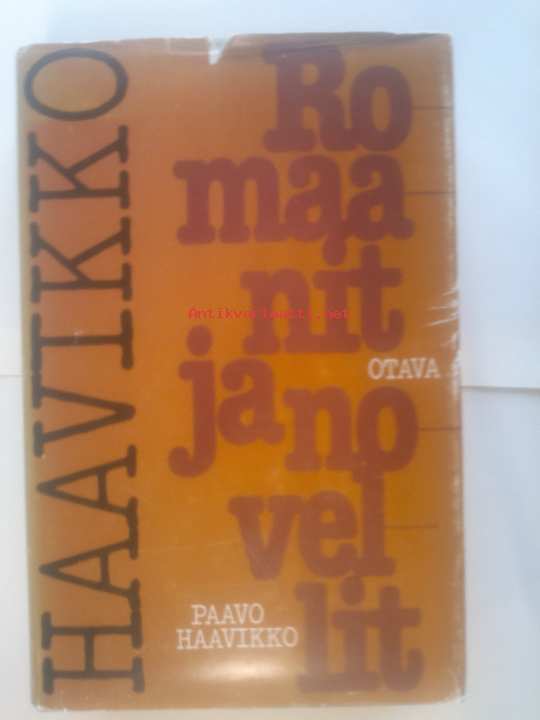 HAAVIKKO
Ro
maa
nit
ja no
vel
lit
OTAVA
PAAVO
HAAVIKKO
Antikvariaatti.net